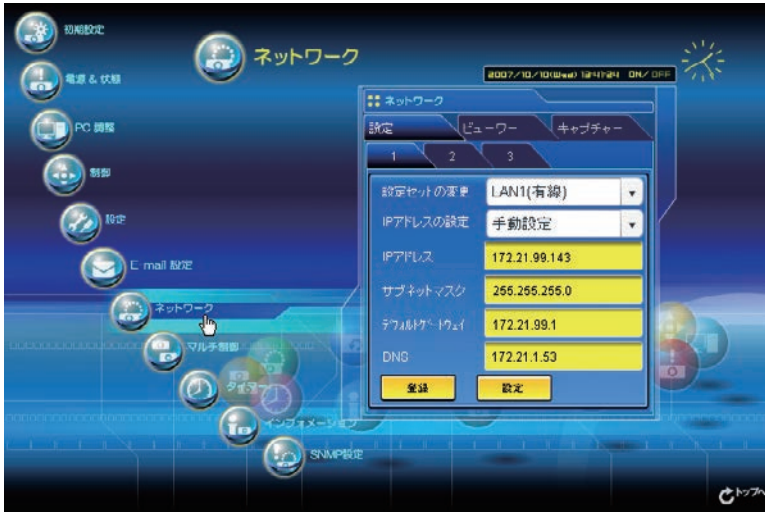 初期設定
ネットワーク
電源 & 状態
PC 調整
制御
設定
E mail 設定
ネットワーク
マルチ制御
タイマー
インフォメーション
SNMP設定
2007/10/10(Wed) 12:41:24 ON/OFF
ネットワーク
設定 ビューワー キャプチャー
1 2 3
設定セットの変更 LAN1(有線)
IPアドレスの設定 手動設定
IPアドレス 172.21.99.143
サブネットマスク 255.255.255.0
デフォルトゲートウェイ 172.21.99.1
DNS 172.21.1.53
登録 設定
トップへ